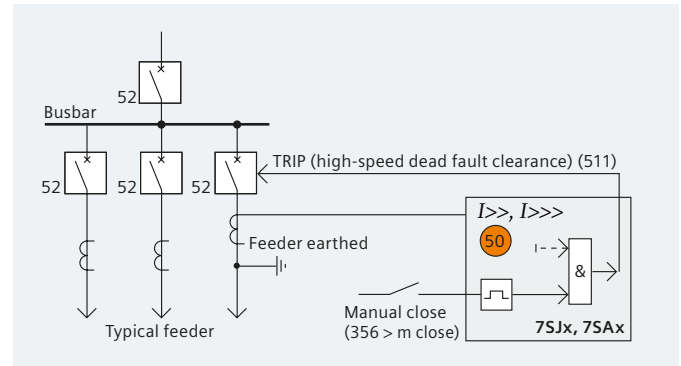 52
Busbar
TRIP (high-speed dead fault clearance) (511)
52
52
52
I>>, I>>>
50
Feeder earthed
&
Manual close
(356 > m close)
7SJx, 7SAx
Typical feeder